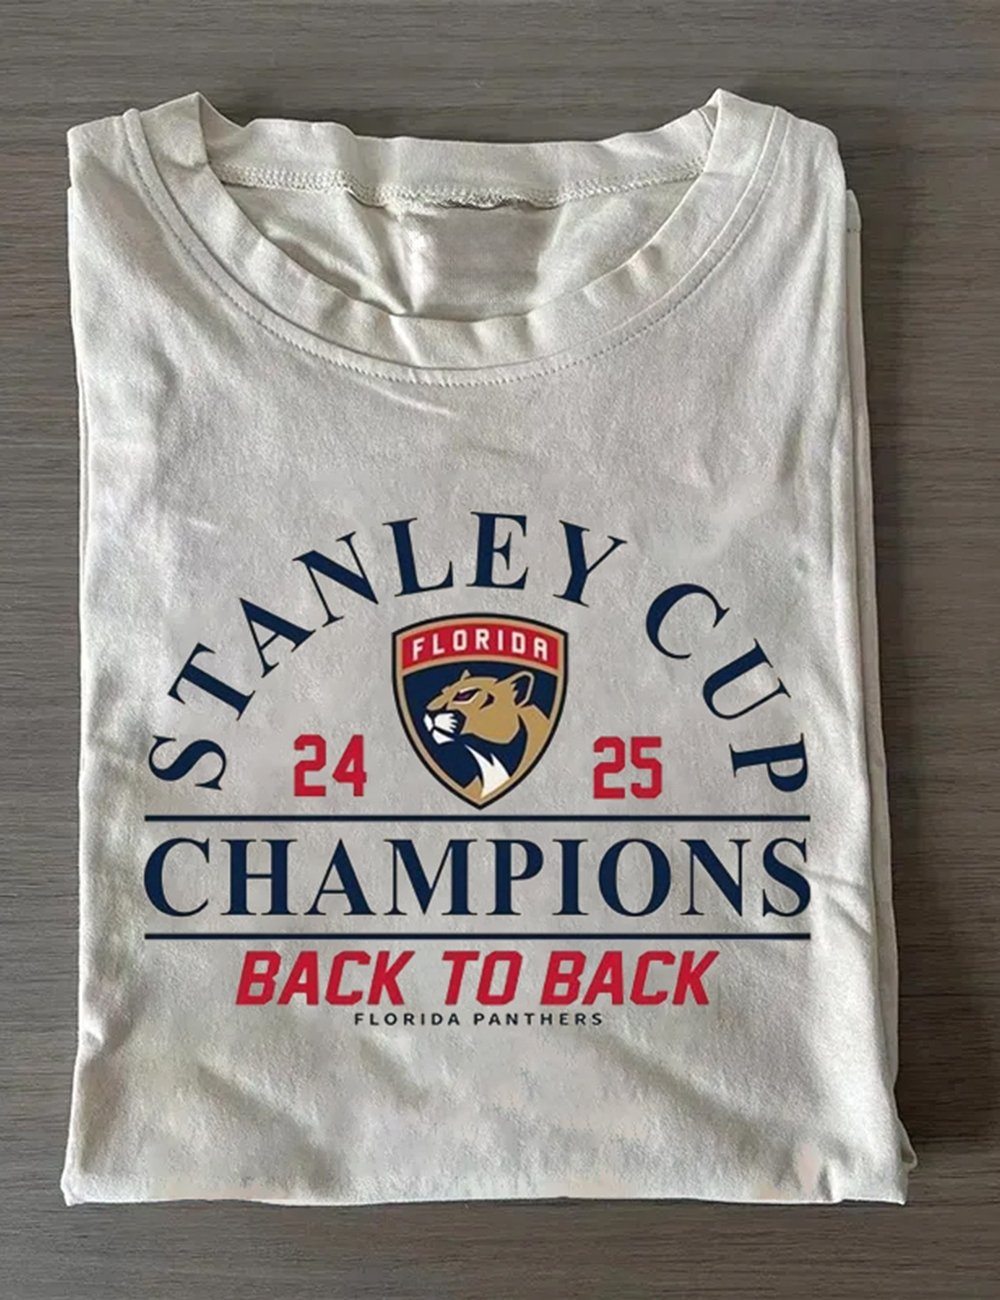 STANLEY CUP
FLORIDA
24 25
CHAMPIONS
BACK TO BACK
FLORIDA PANTHERS